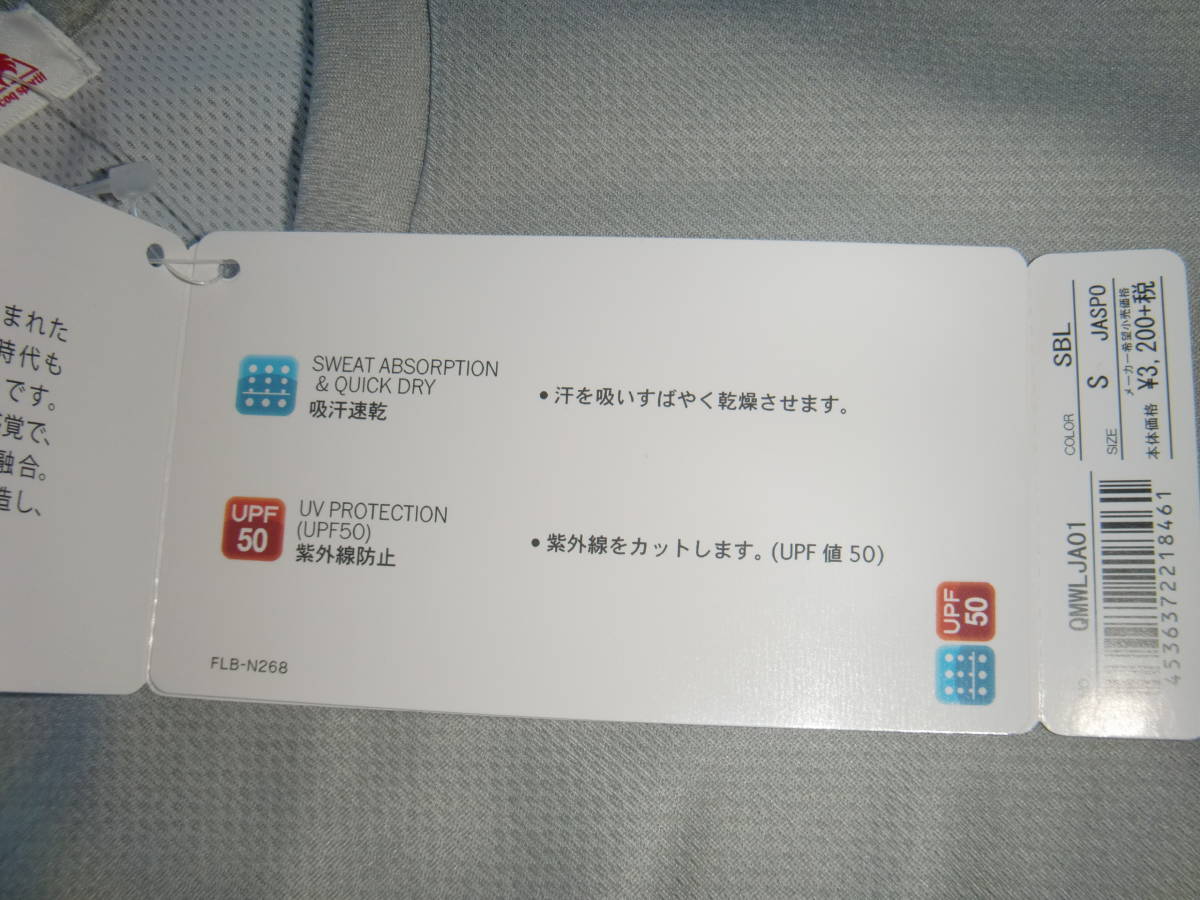 coq sportif
まれた
時代も
です。
覚で、
融合。
造し、
SWEAT ABSORPTION
& QUICK DRY
吸汗速乾
•汗を吸いすばやく乾燥させます。
UPF
50
UV PROTECTION
(UPF50)
紫外線防止
•紫外線をカットします。(UPF 値 50)
UPF
50
FLB-N268
COLOR SBL
SIZE S JASPO
メーカー希望小売価格
本体価格 ¥3,200+税
QMWLJA01
4536372218461